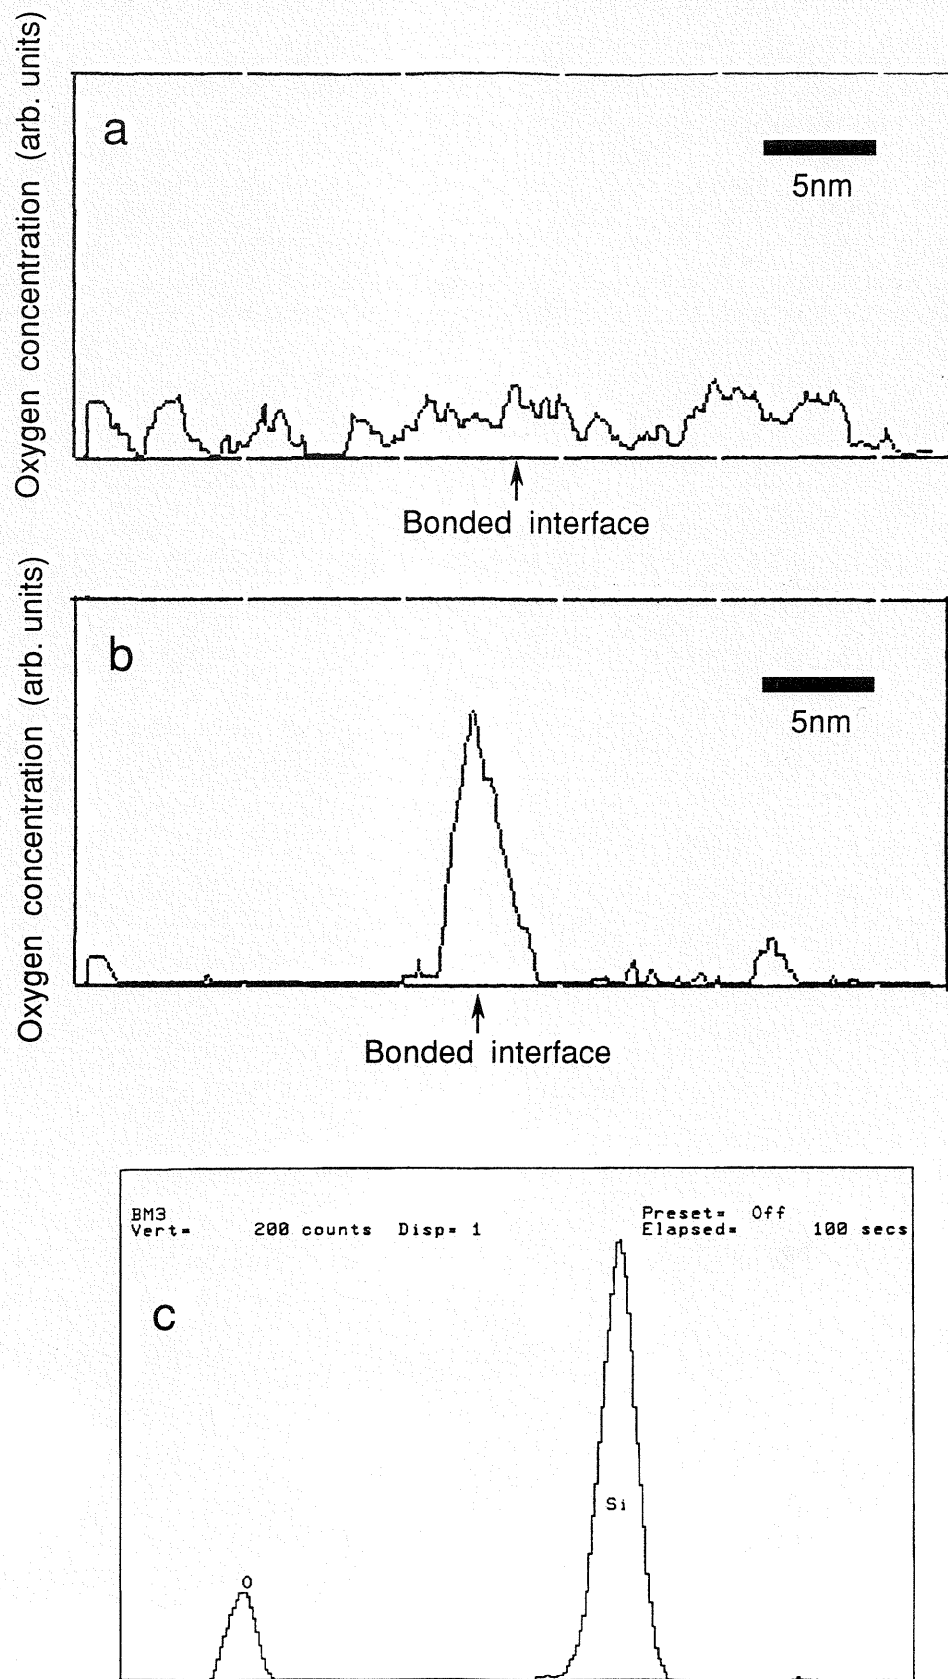 Oxygen concentration (arb. units)
a
5nm
Bonded interface
Oxygen concentration (arb. units)
b
5nm
Bonded interface
BM3 Preset= Off
Vert= 200 counts Disp= 1 Elapsed= 100 secs
c
Si
O